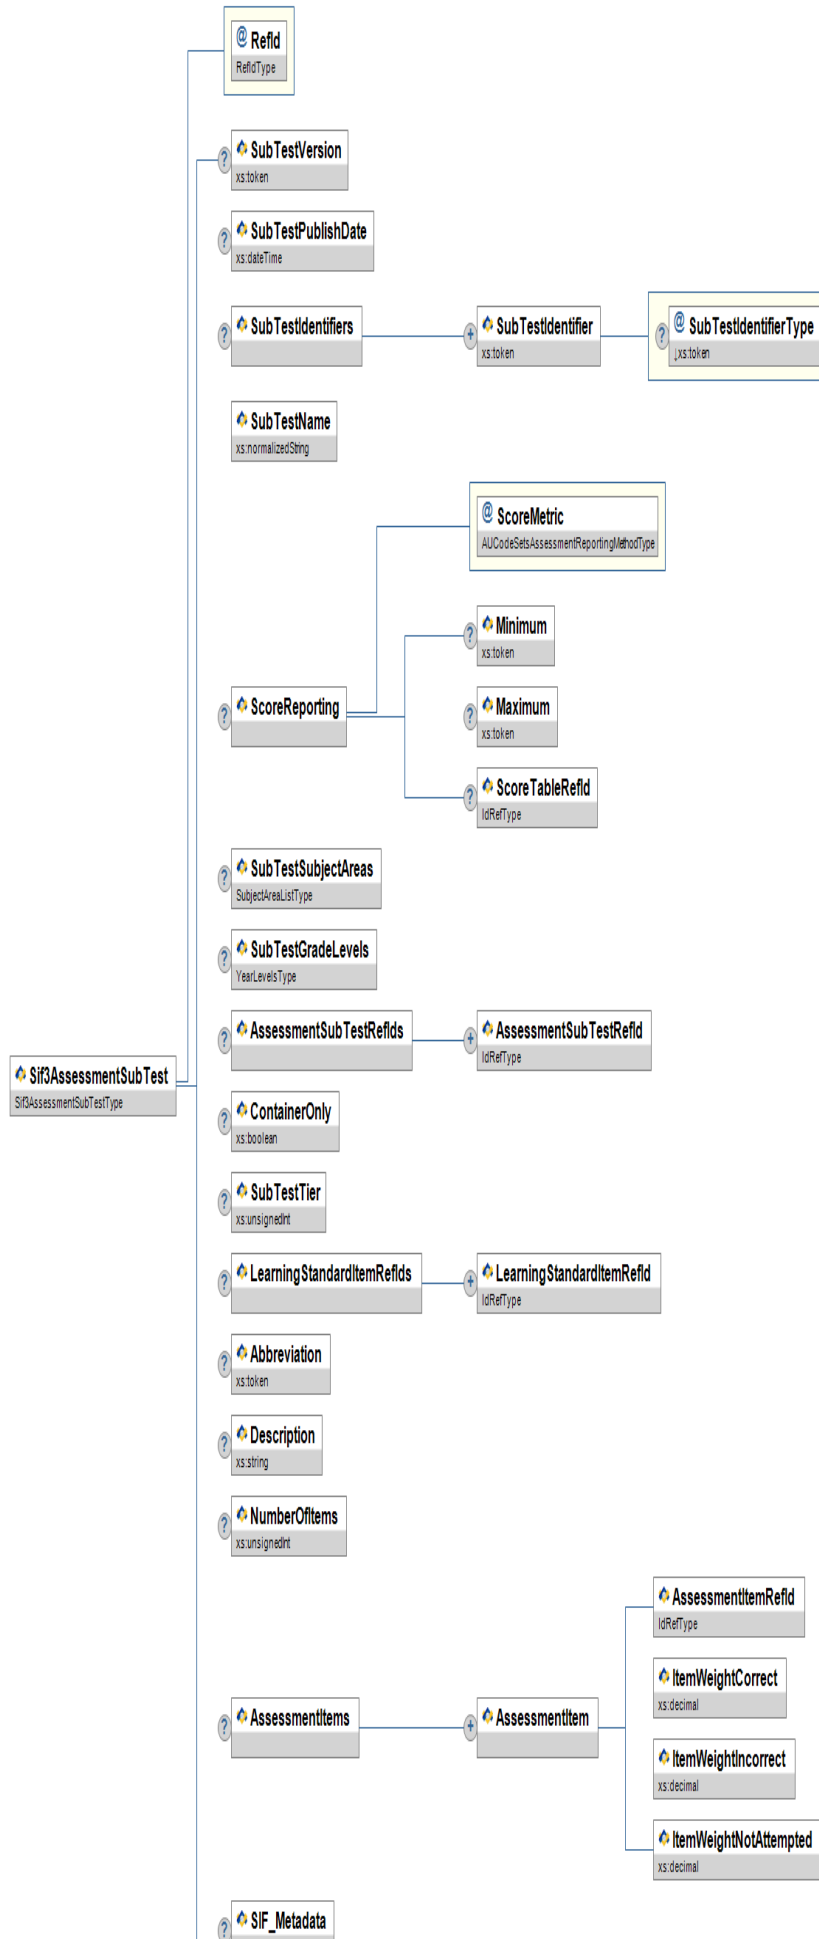 @ RefId
RefIdType
? SubTestVersion
xs:token
? SubTestPublishDate
xs:dateTime
? SubTestIdentifiers
+ SubTestIdentifier
xs:token
? @ SubTestIdentifierType
↓xs:token
SubTestName
xs:normalizedString
@ ScoreMetric
AUCodeSetsAssessmentReportingMethodType
? Minimum
xs:token
? ScoreReporting
? Maximum
xs:token
? ScoreTableRefId
IdRefType
? SubTestSubjectAreas
SubjectAreaListType
? SubTestGradeLevels
YearLevelsType
? AssessmentSubTestRefIds
+ AssessmentSubTestRefId
IdRefType
Sif3AssessmentSubTest
Sif3AssessmentSubTestType
? ContainerOnly
xs:boolean
? SubTestTier
xs:unsignedInt
? LearningStandardItemRefIds
+ LearningStandardItemRefId
IdRefType
? Abbreviation
xs:token
? Description
xs:string
? NumberOfItems
xs:unsignedInt
? AssessmentItems
+ AssessmentItem
AssessmentItemRefId
IdRefType
ItemWeightCorrect
xs:decimal
ItemWeightIncorrect
xs:decimal
ItemWeightNotAttempted
xs:decimal
? SIF_Metadata